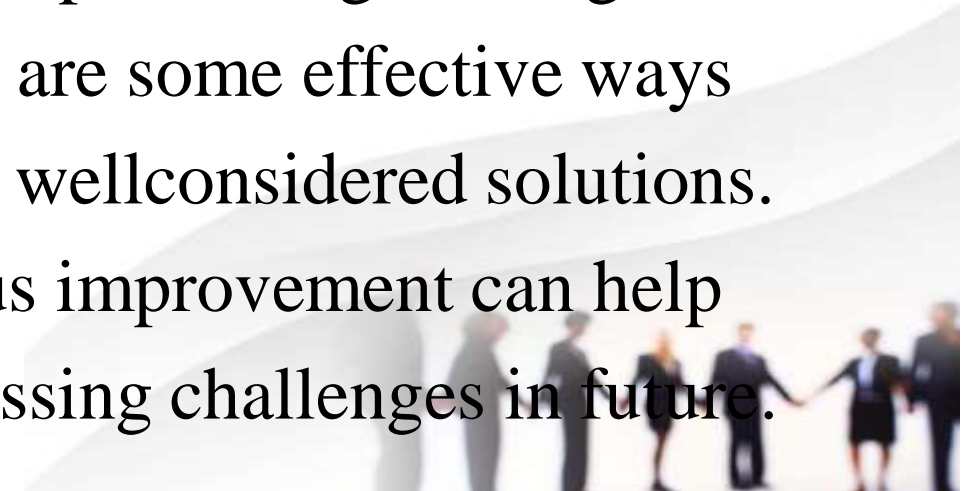 are some effective ways
wellconsidered solutions.
us improvement can help
ssing challenges in future.